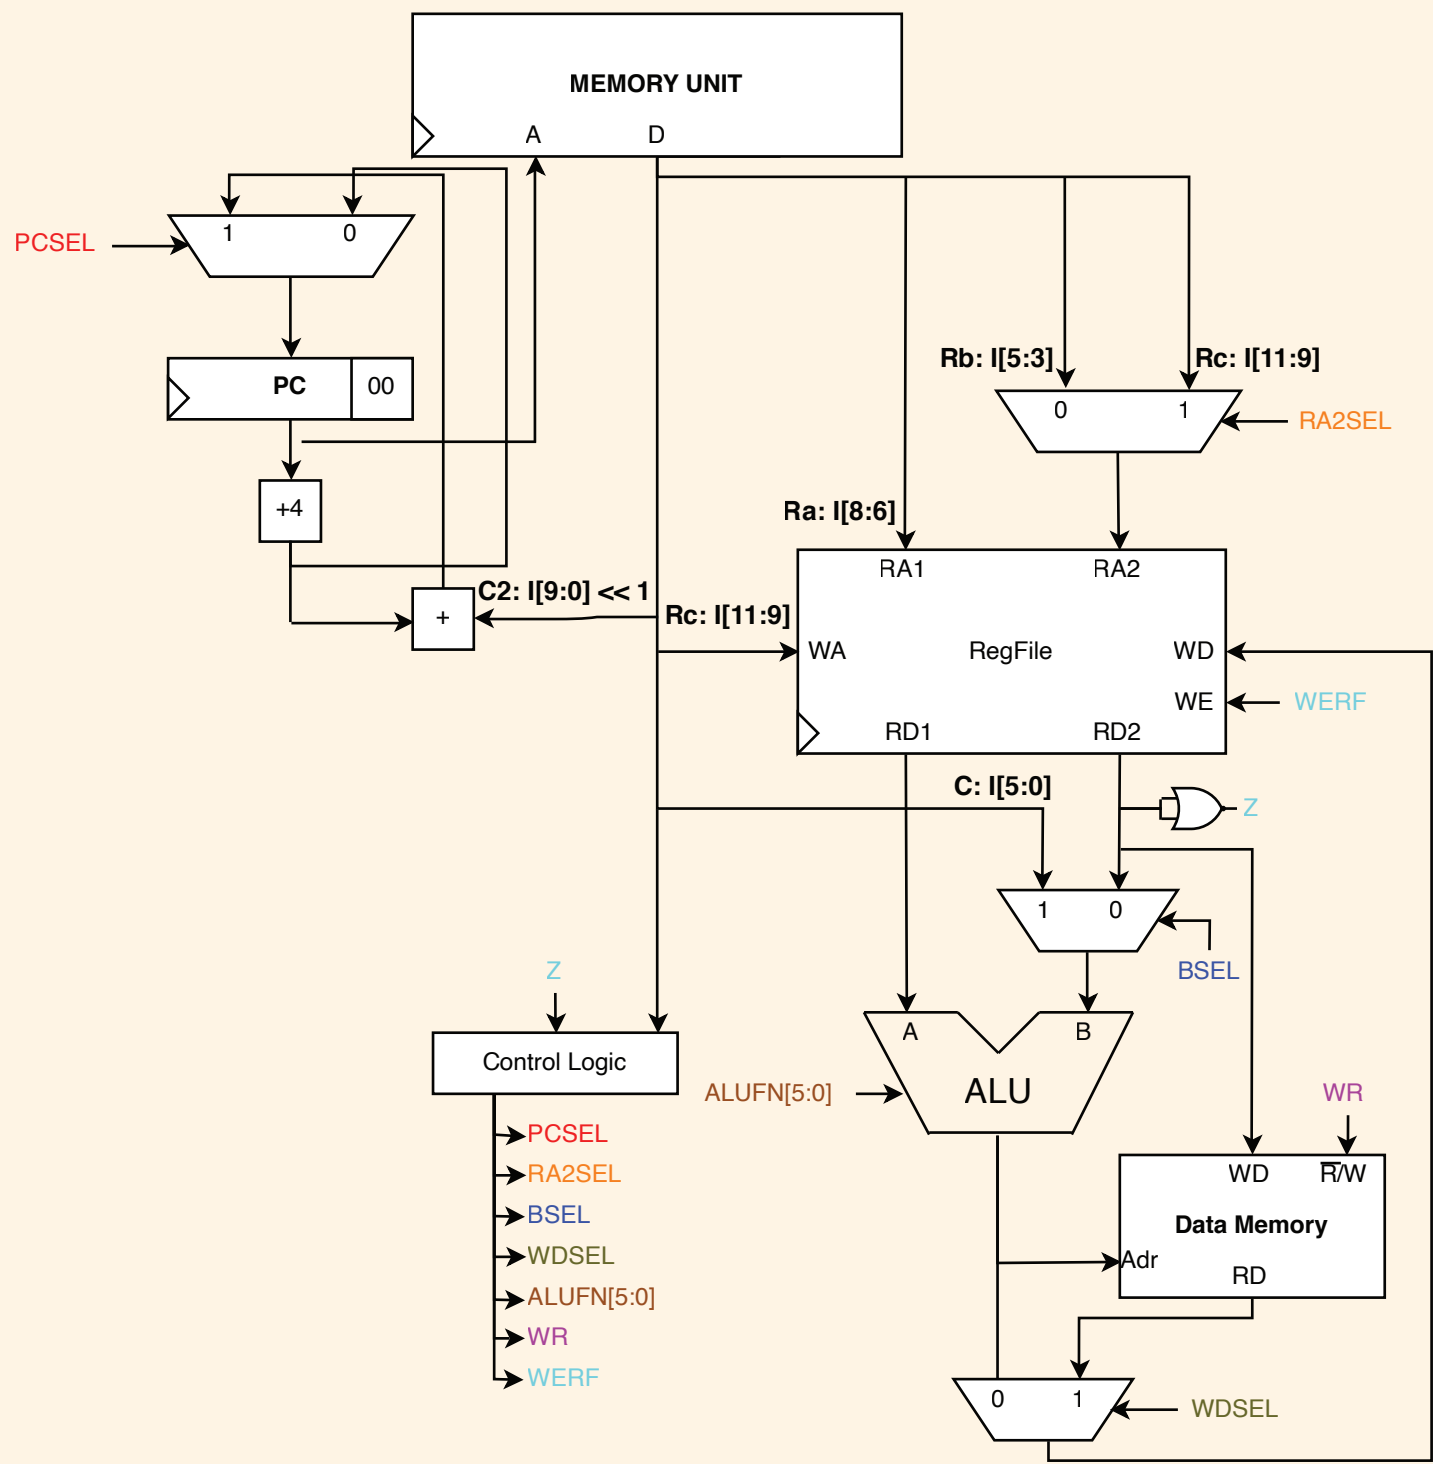 MEMORY UNIT
A D
1 0
PCSEL
PC 00
+4
+
C2: I[9:0] << 1
Rb: I[5:3] Rc: I[11:9]
0 1
RA2SEL
Ra: I[8:6]
RA1 RA2
Rc: I[11:9]
WA RegFile WD
WE WERF
RD1 RD2
C: I[5:0]
Z
1 0
BSEL
Z
Control Logic
A B
ALU
ALUFN[5:0]
WR
PCSEL
RA2SEL
BSEL
WDSEL
ALUFN[5:0]
WR
WERF
WD R̅/W
Data Memory
Adr
RD
0 1
WDSEL